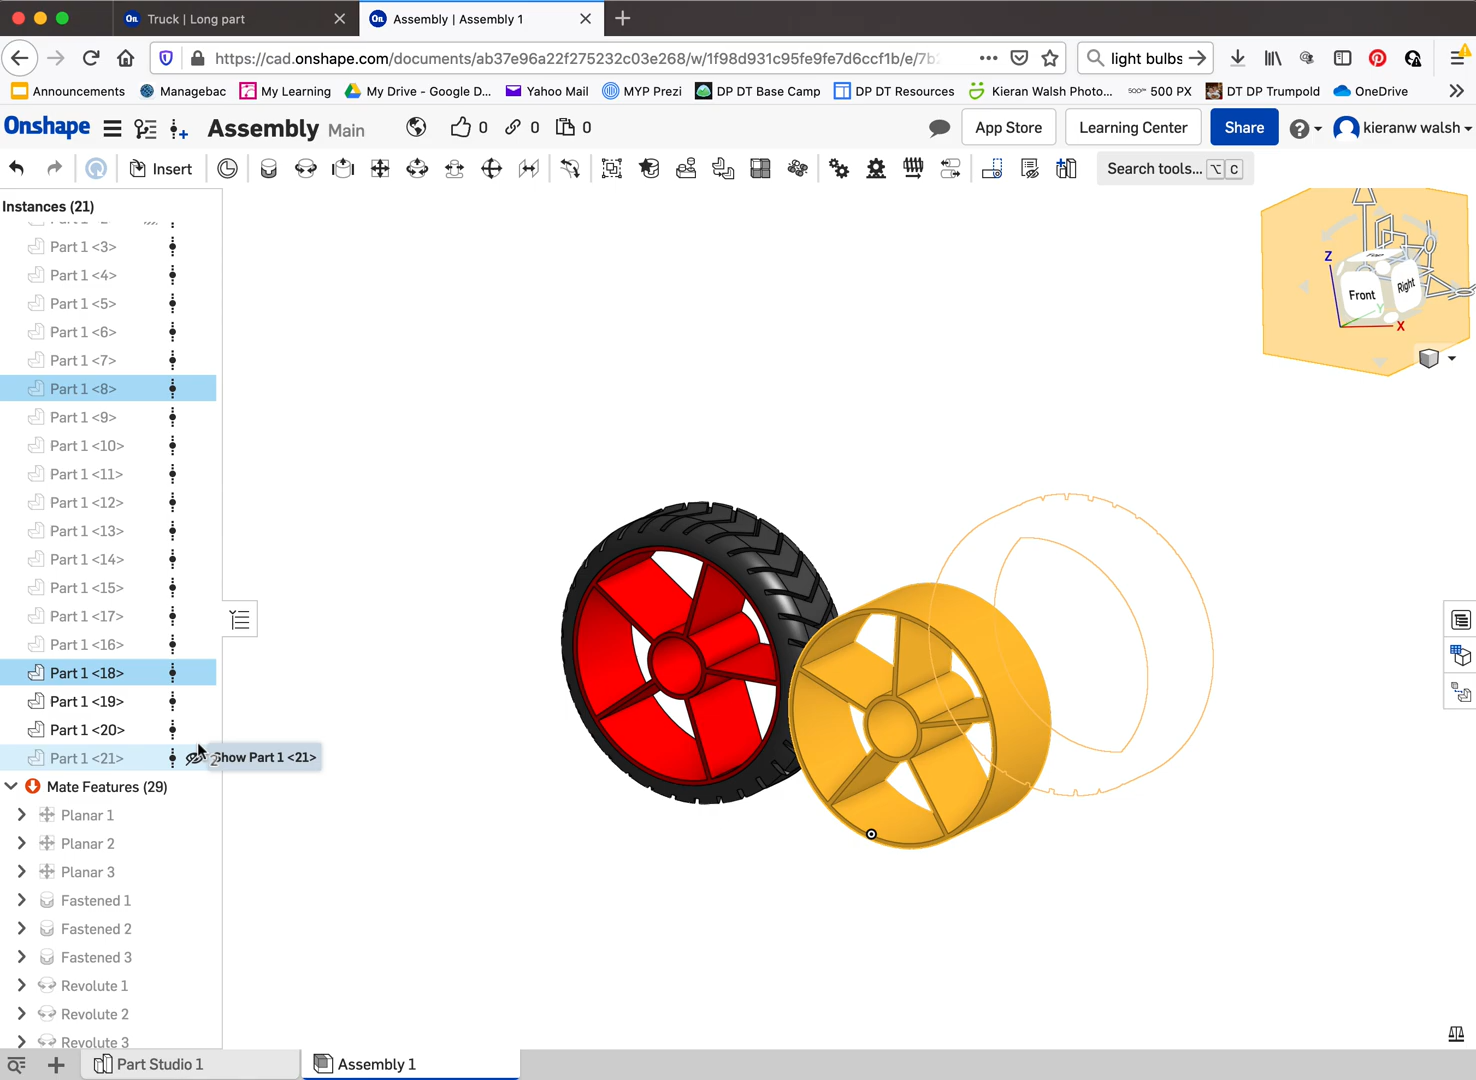 Truck | Long part
Assembly | Assembly 1
https://cad.onshape.com/documents/ab37e96a22f275232c03e268/w/1f98d931c95fe9fe7d6ccf1b/e/7b2
light bulbs
Announcements
Managebac
My Learning
My Drive - Google D...
Yahoo Mail
MYP Prezi
DP DT Base Camp
DP DT Resources
Kieran Walsh Photo...
500 PX
DT DP Trumpold
OneDrive
Onshape
Assembly Main
0
0
0
App Store
Learning Center
Share
kieranw walsh
Insert
Search tools... ⌥ C
Instances (21)
Part 1 <3>
Part 1 <4>
Part 1 <5>
Part 1 <6>
Part 1 <7>
Part 1 <8>
Part 1 <9>
Part 1 <10>
Part 1 <11>
Part 1 <12>
Part 1 <13>
Part 1 <14>
Part 1 <15>
Part 1 <17>
Part 1 <16>
Part 1 <18>
Part 1 <19>
Part 1 <20>
Part 1 <21>
Show Part 1 <21>
Mate Features (29)
Planar 1
Planar 2
Planar 3
Fastened 1
Fastened 2
Fastened 3
Revolute 1
Revolute 2
Revolute 3
Z
Top
Front
Right
Y
X
Part Studio 1
Assembly 1